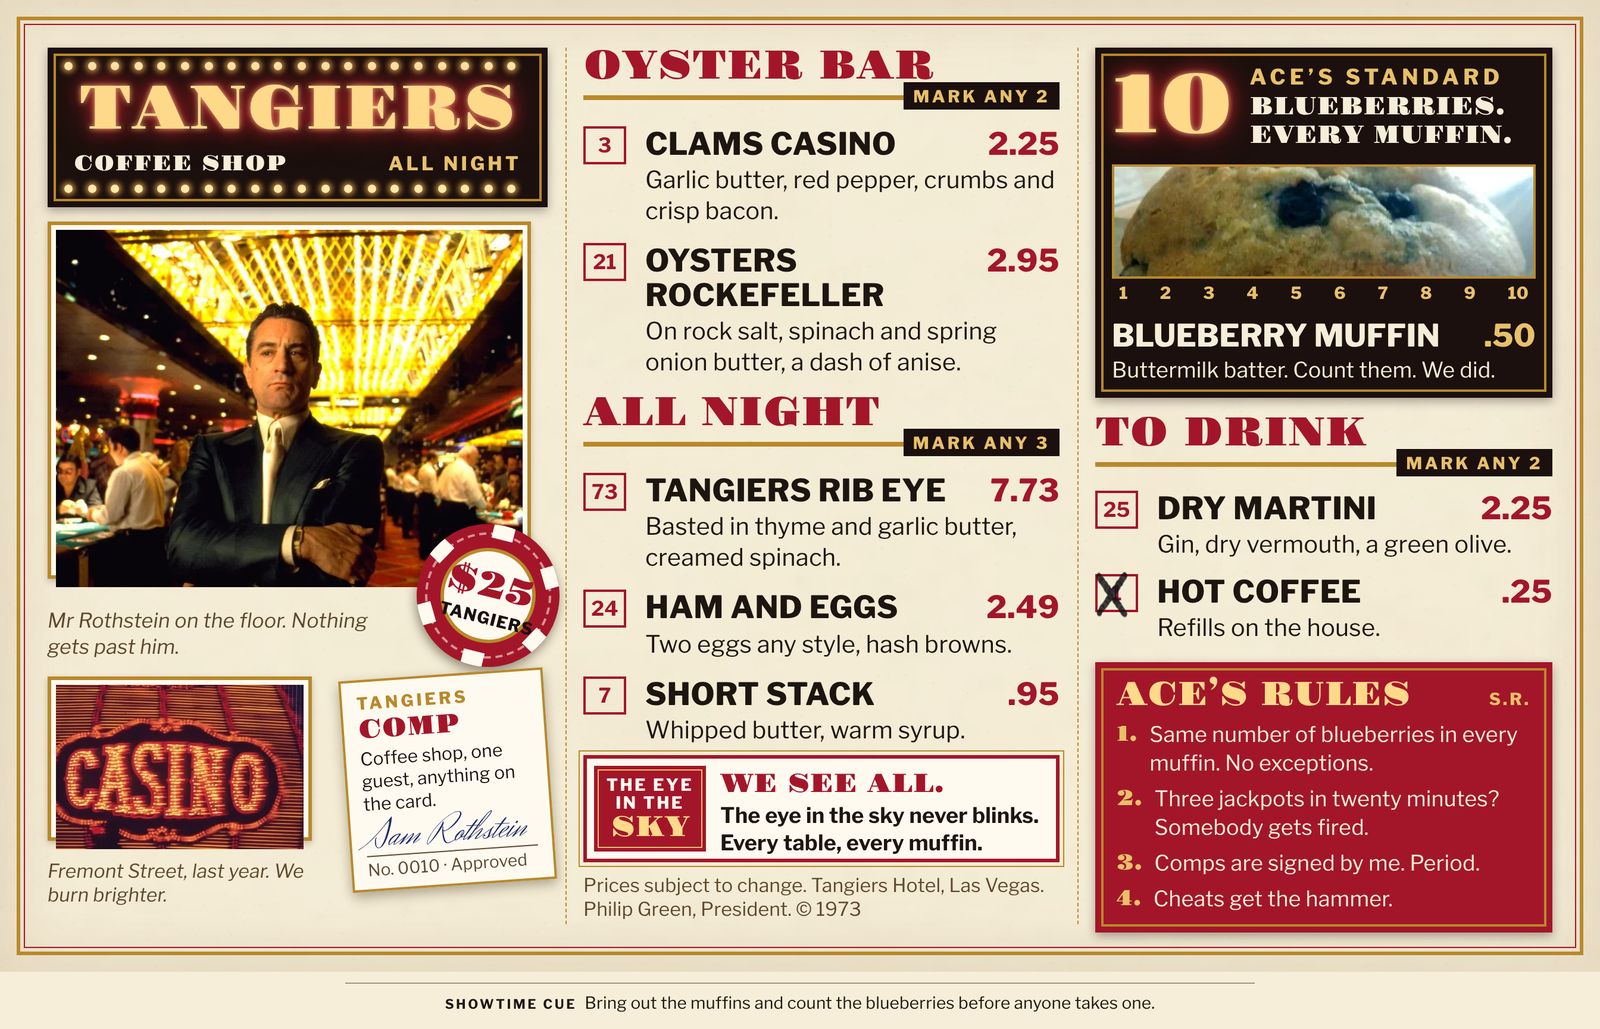 TANGIERS
COFFEE SHOP
ALL NIGHT
Mr Rothstein on the floor. Nothing
gets past him.
$25
TANGIERS
CASINO
Fremont Street, last year. We
burn brighter.
TANGIERS
COMP
Coffee shop, one
guest, anything on
the card.
Sam Rothstein
No. 0010 · Approved
OYSTER BAR
MARK ANY 2
3 CLAMS CASINO 2.25
Garlic butter, red pepper, crumbs and
crisp bacon.
21 OYSTERS 2.95
ROCKEFELLER
On rock salt, spinach and spring
onion butter, a dash of anise.
ALL NIGHT
MARK ANY 3
73 TANGIERS RIB EYE 7.73
Basted in thyme and garlic butter,
creamed spinach.
24 HAM AND EGGS 2.49
Two eggs any style, hash browns.
7 SHORT STACK .95
Whipped butter, warm syrup.
THE EYE
IN THE
SKY
WE SEE ALL.
The eye in the sky never blinks.
Every table, every muffin.
Prices subject to change. Tangiers Hotel, Las Vegas.
Philip Green, President. © 1973
10
ACE’S STANDARD
BLUEBERRIES.
EVERY MUFFIN.
1 2 3 4 5 6 7 8 9 10
BLUEBERRY MUFFIN .50
Buttermilk batter. Count them. We did.
TO DRINK
MARK ANY 2
25 DRY MARTINI 2.25
Gin, dry vermouth, a green olive.
HOT COFFEE .25
Refills on the house.
ACE’S RULES S.R.
1. Same number of blueberries in every
muffin. No exceptions.
2. Three jackpots in twenty minutes?
Somebody gets fired.
3. Comps are signed by me. Period.
4. Cheats get the hammer.
SHOWTIME CUE Bring out the muffins and count the blueberries before anyone takes one.